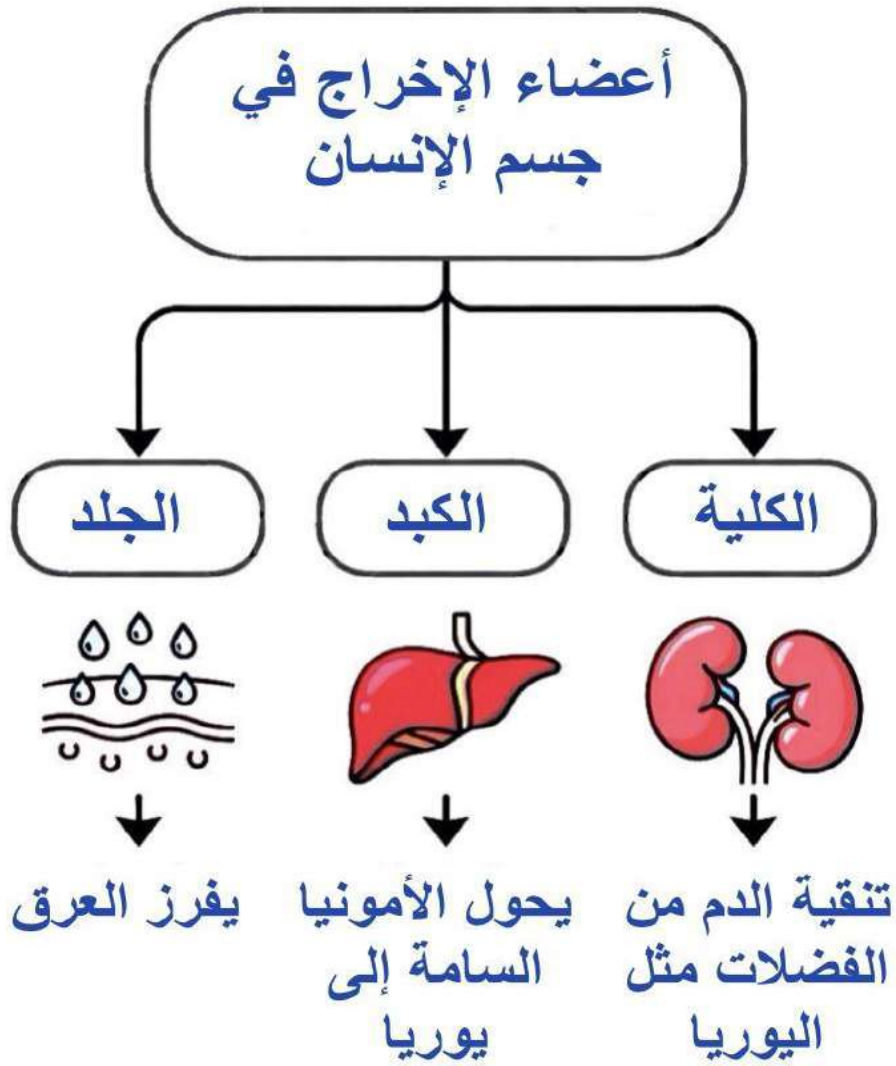 أعضاء الإخراج في
جسم الإنسان
الكلية
الكبد
الجلد
تنقية الدم من
الفضلات مثل
اليوريا
يحول الأمونيا
السامة إلى
يوريا
يفرز العرق